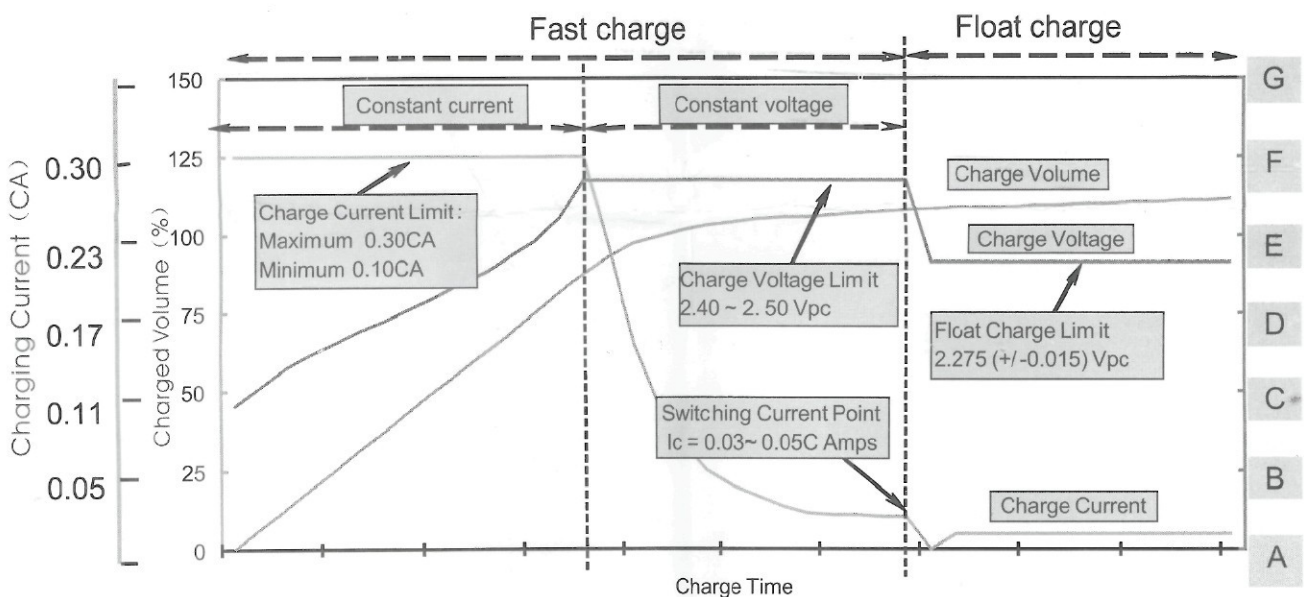 Fast charge
Float charge
150
G
Constant current
Constant voltage
Charging Current (CA)
0.30
0.23
0.17
0.11
0.05
Charged Volume (%)
125
100
75
50
25
0
F
E
D
C
B
A
Charge Volume
Charge Current Limit:
Maximum 0.30CA
Minimum 0.10CA
Charge Voltage
Charge Voltage Lim it
2.40 ~ 2. 50 Vpc
Float Charge Lim it
2.275 (+/-0.015) Vpc
Switching Current Point
Ic = 0.03~ 0.05C Amps
Charge Current
Charge Time